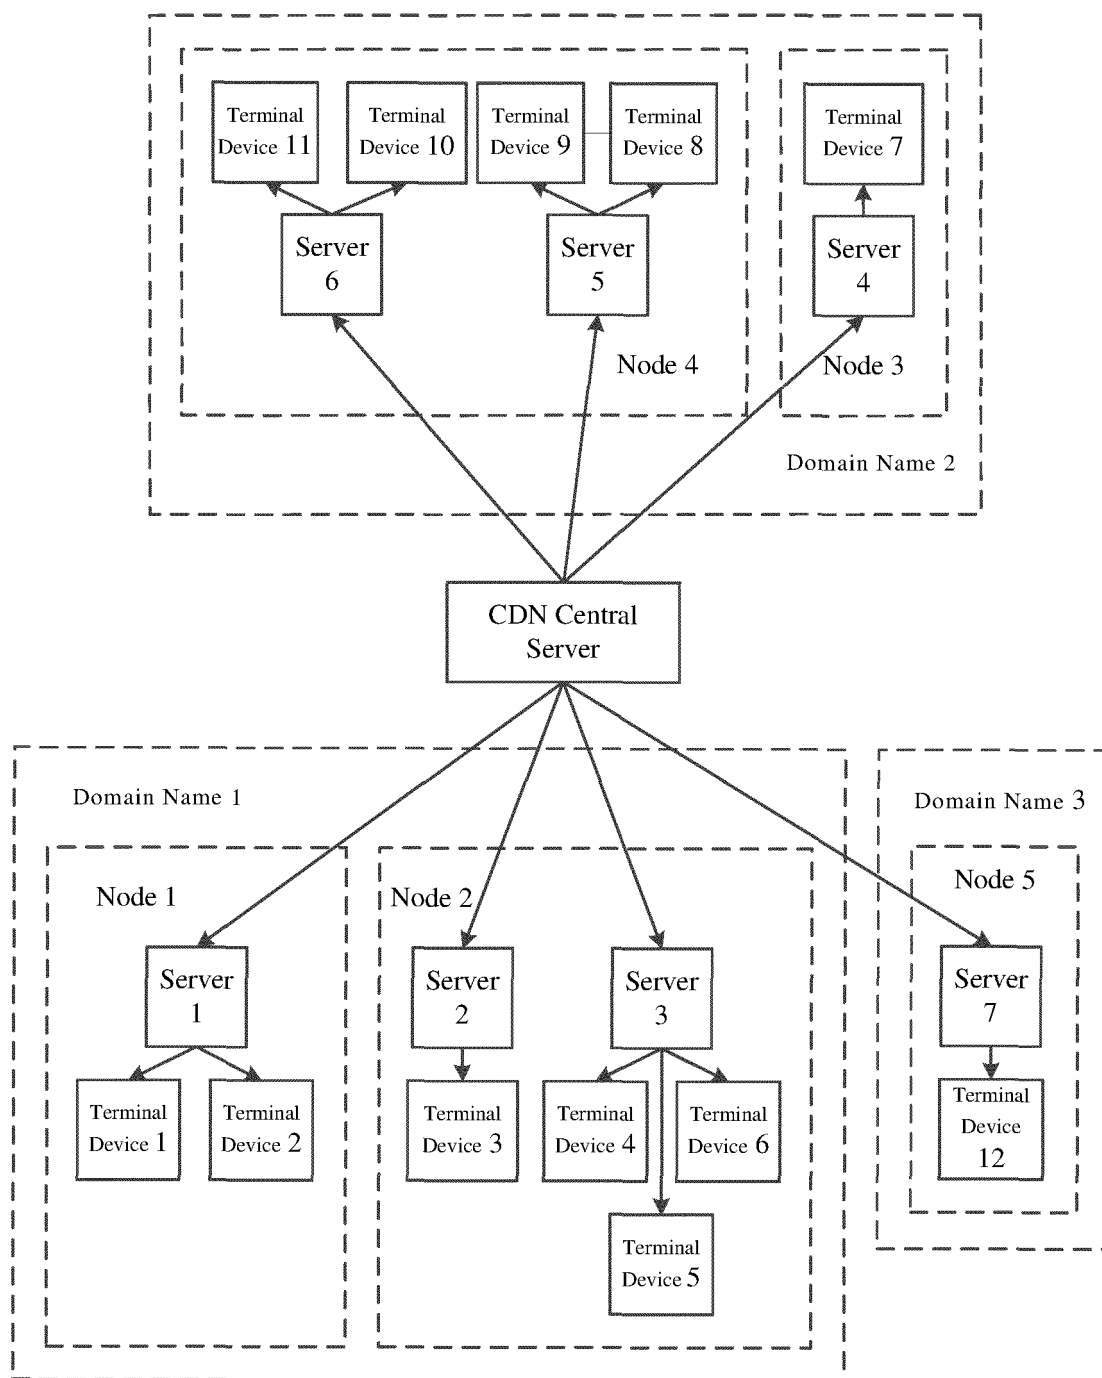 Terminal
Device 11
Terminal
Device 10
Terminal
Device 9
Terminal
Device 8
Terminal
Device 7
Server
6
Server
5
Server
4
Node 4
Node 3
Domain Name 2
CDN Central
Server
Domain Name 1
Domain Name 3
Node 1
Node 2
Node 5
Server
1
Server
2
Server
3
Server
7
Terminal
Device 1
Terminal
Device 2
Terminal
Device 3
Terminal
Device 4
Terminal
Device 6
Terminal
Device
12
Terminal
Device 5